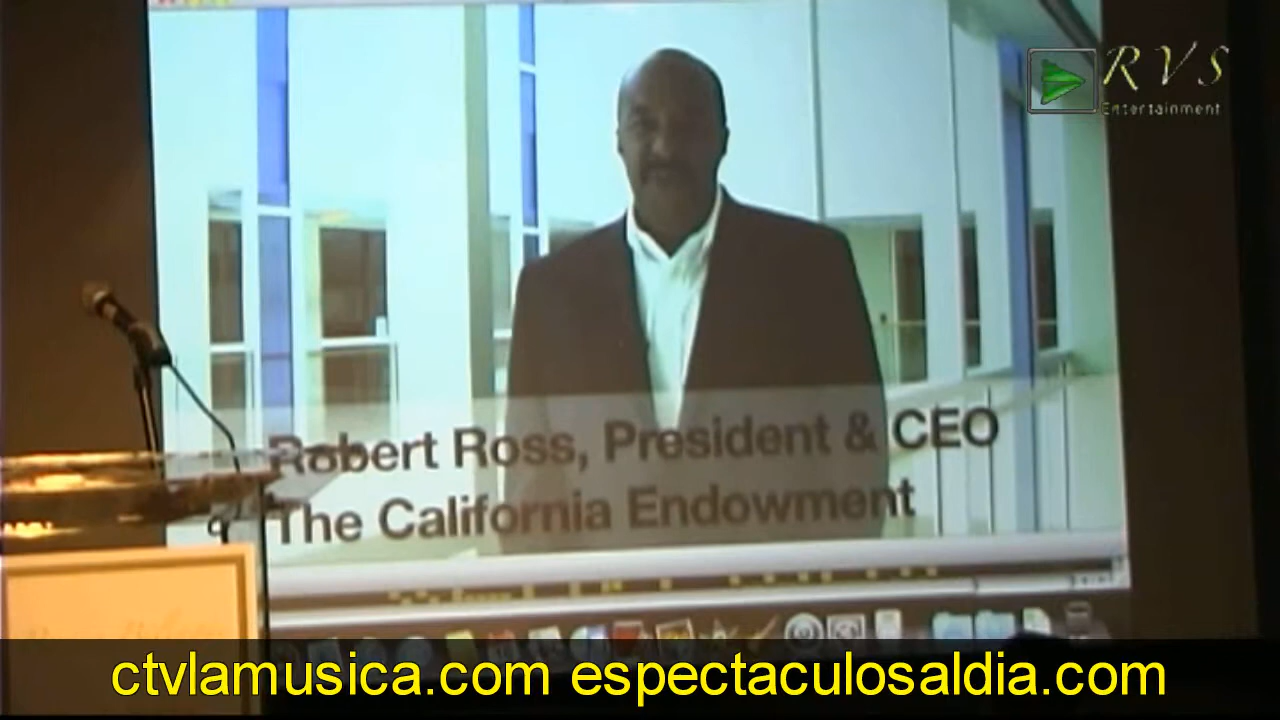 RVS
Entertainment
Robert Ross, President & CEO
The California Endowment
ctvlamusica.com espectaculosaldia.com